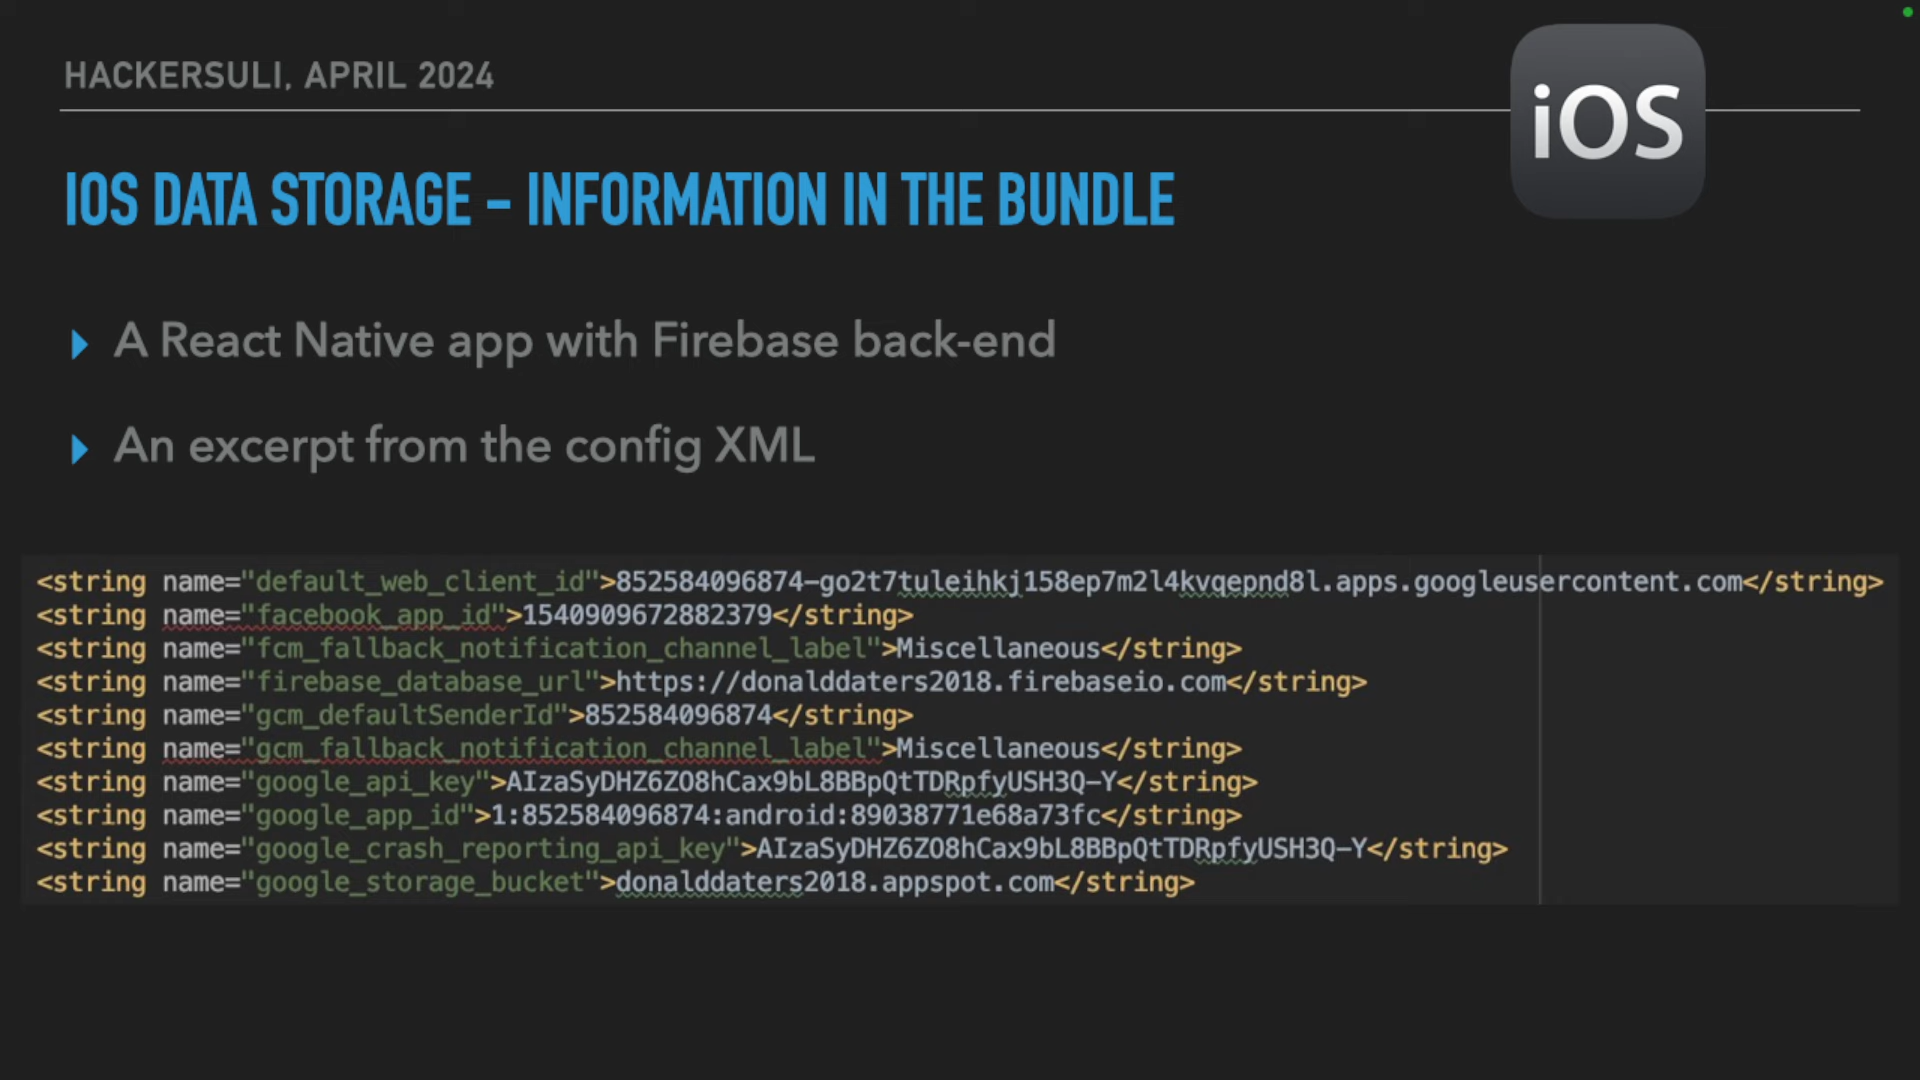 HACKERSULI, APRIL 2024
iOS
IOS DATA STORAGE – INFORMATION IN THE BUNDLE
A React Native app with Firebase back-end
An excerpt from the config XML
<string name="default_web_client_id">852584096874-go2t7tuleihkj158ep7m2l4kvqepnd8l.apps.googleusercontent.com</string>
<string name="facebook_app_id">1540909672882379</string>
<string name="fcm_fallback_notification_channel_label">Miscellaneous</string>
<string name="firebase_database_url">https://donalddaters2018.firebaseio.com</string>
<string name="gcm_defaultSenderId">852584096874</string>
<string name="gcm_fallback_notification_channel_label">Miscellaneous</string>
<string name="google_api_key">AIzaSyDHZ6ZO8hCax9bL8BBpQtTDRpfyUSH3Q-Y</string>
<string name="google_app_id">1:852584096874:android:89038771e68a73fc</string>
<string name="google_crash_reporting_api_key">AIzaSyDHZ6ZO8hCax9bL8BBpQtTDRpfyUSH3Q-Y</string>
<string name="google_storage_bucket">donalddaters2018.appspot.com</string>